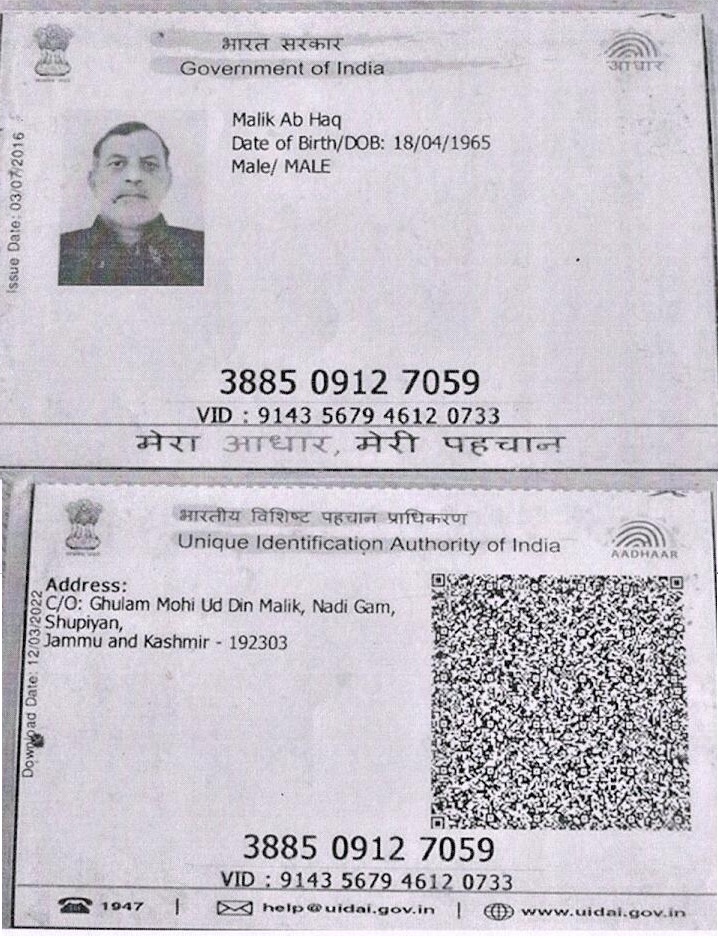 भारत सरकार
Government of India
आधार
Issue Date: 03/07/2016
Malik Ab Haq
Date of Birth/DOB: 18/04/1965
Male/ MALE
3885 0912 7059
VID : 9143 5679 4612 0733
मेरा आधार, मेरी पहचान
भारतीय विशिष्ट पहचान प्राधिकरण
Unique Identification Authority of India
AADHAAR
Download Date: 12/03/2022
Address:
C/O: Ghulam Mohi Ud Din Malik, Nadi Gam,
Shupiyan,
Jammu and Kashmir - 192303
3885 0912 7059
VID : 9143 5679 4612 0733
1947 | help@uidai.gov.in | www.uidai.gov.in